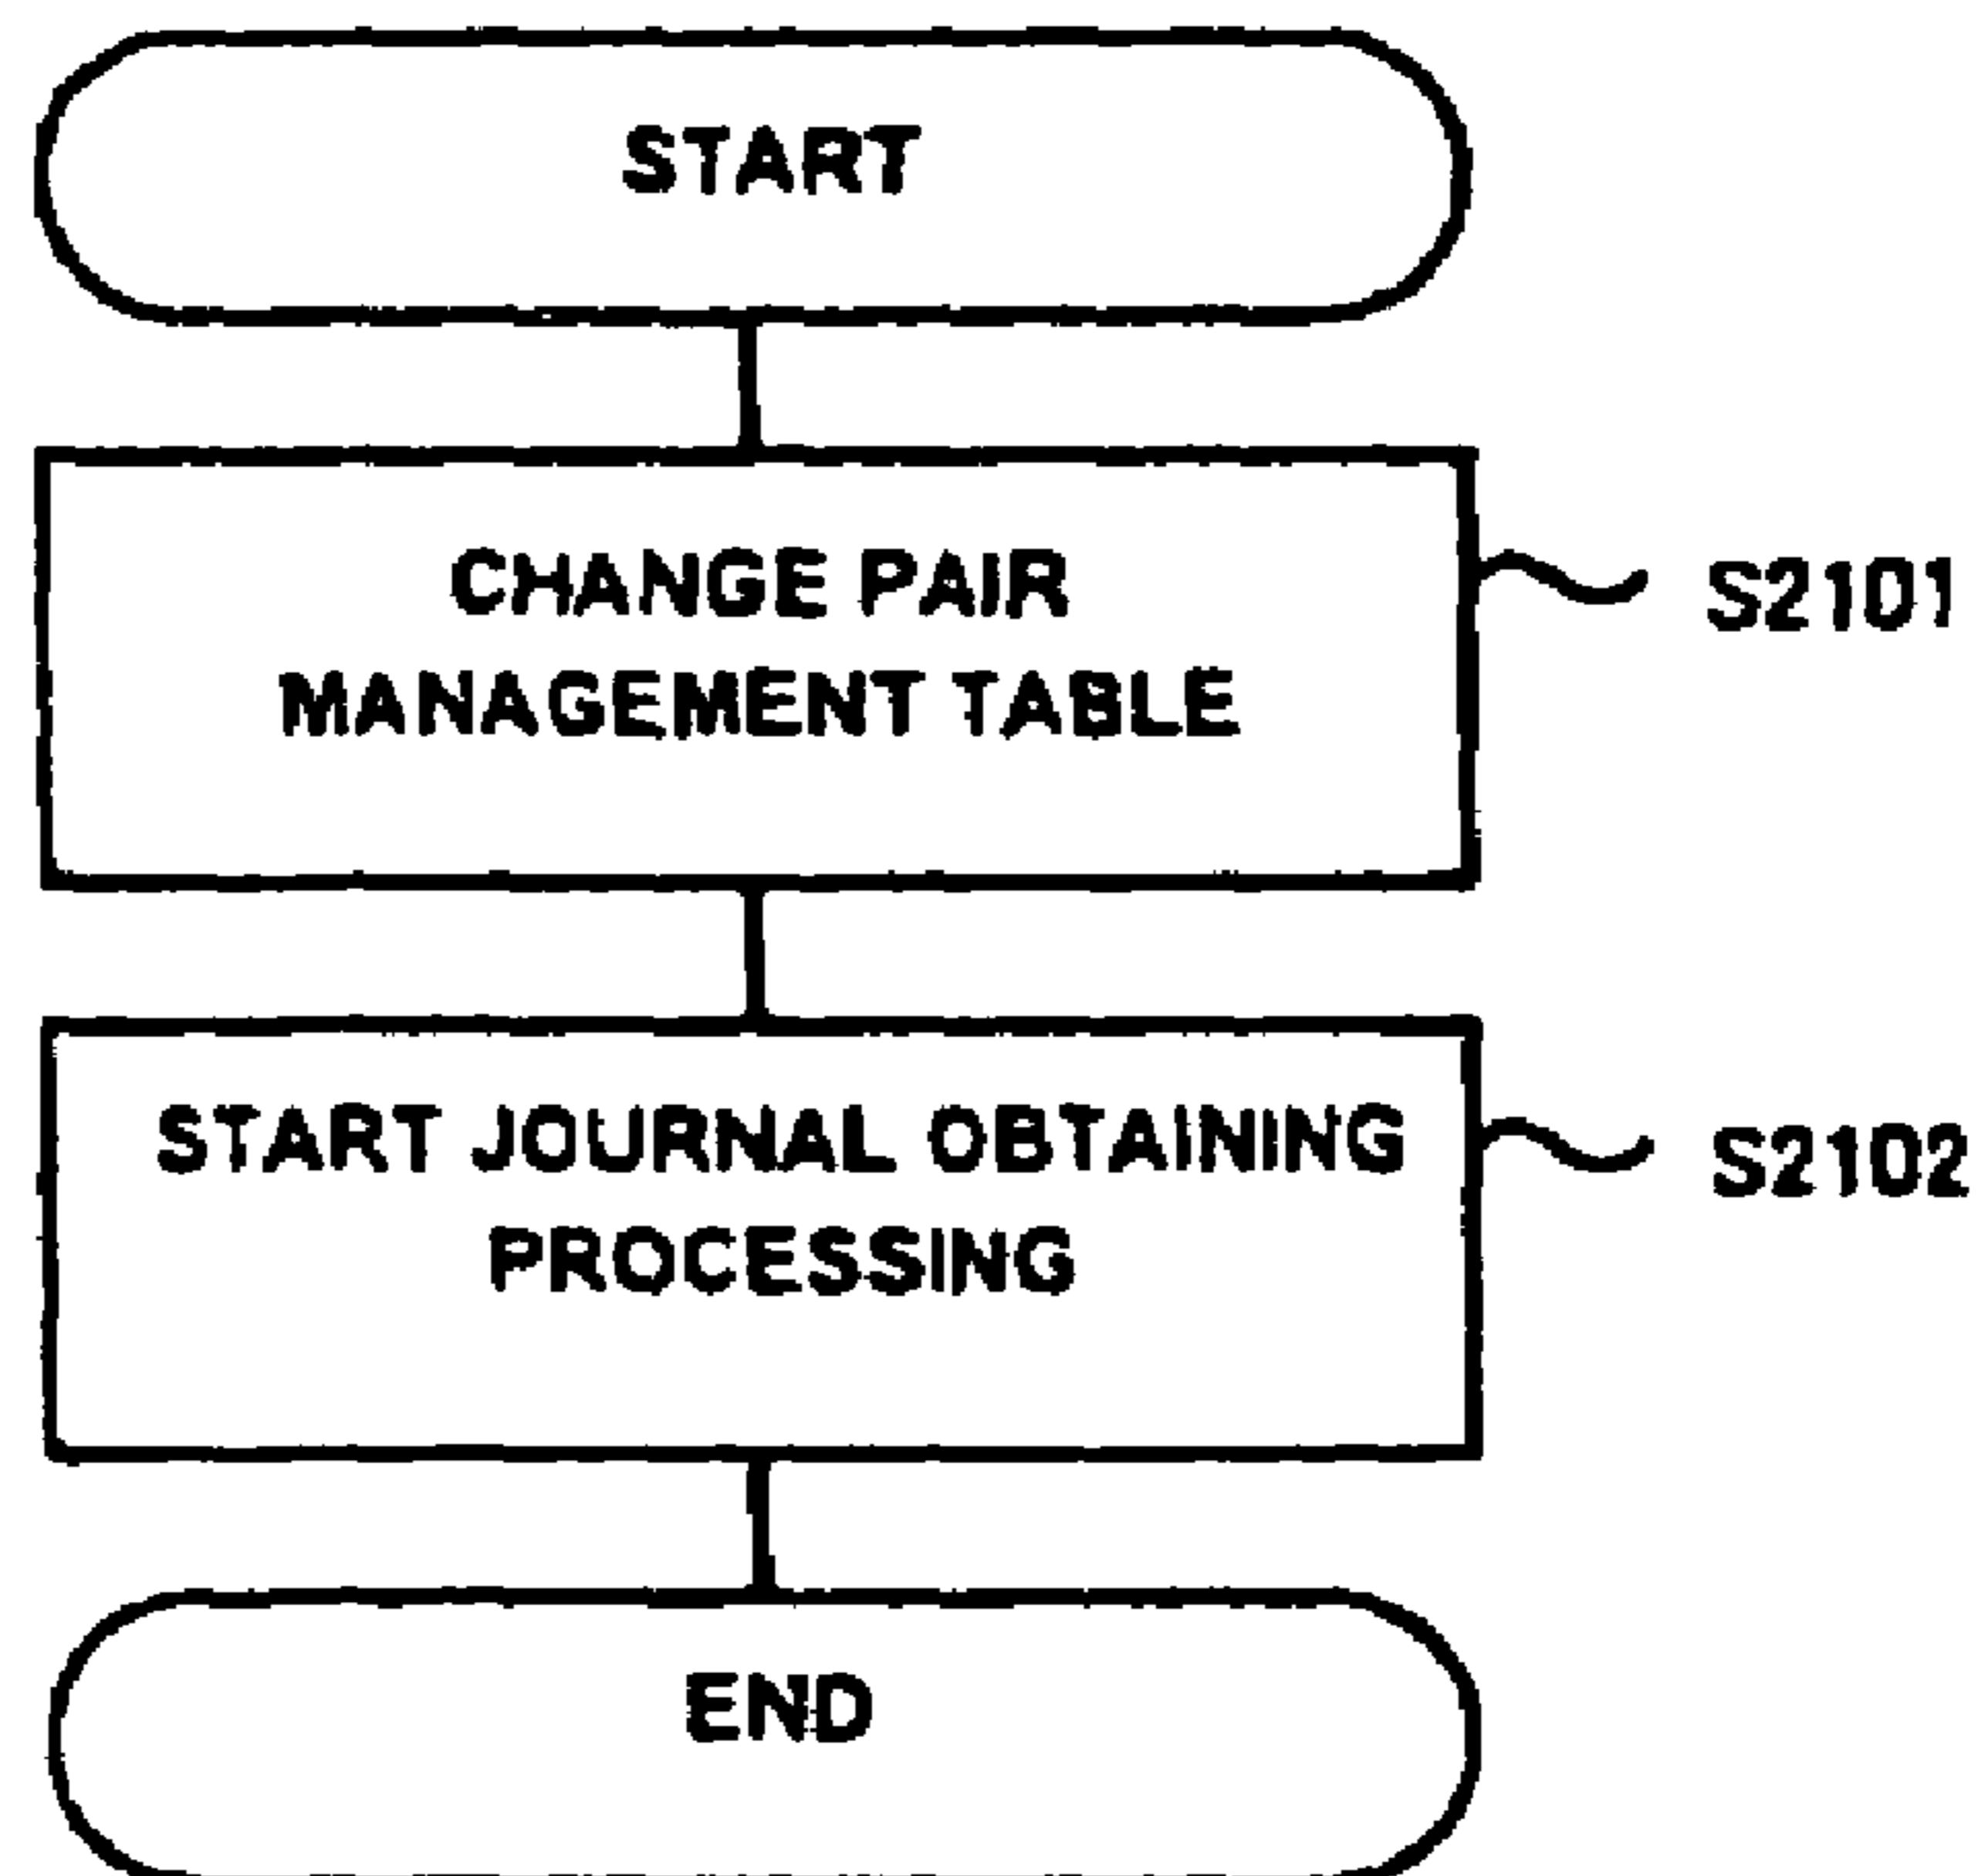 START
CHANGE PAIR
MANAGEMENT TABLE
S2101
START JOURNAL OBTAINING
PROCESSING
S2102
END